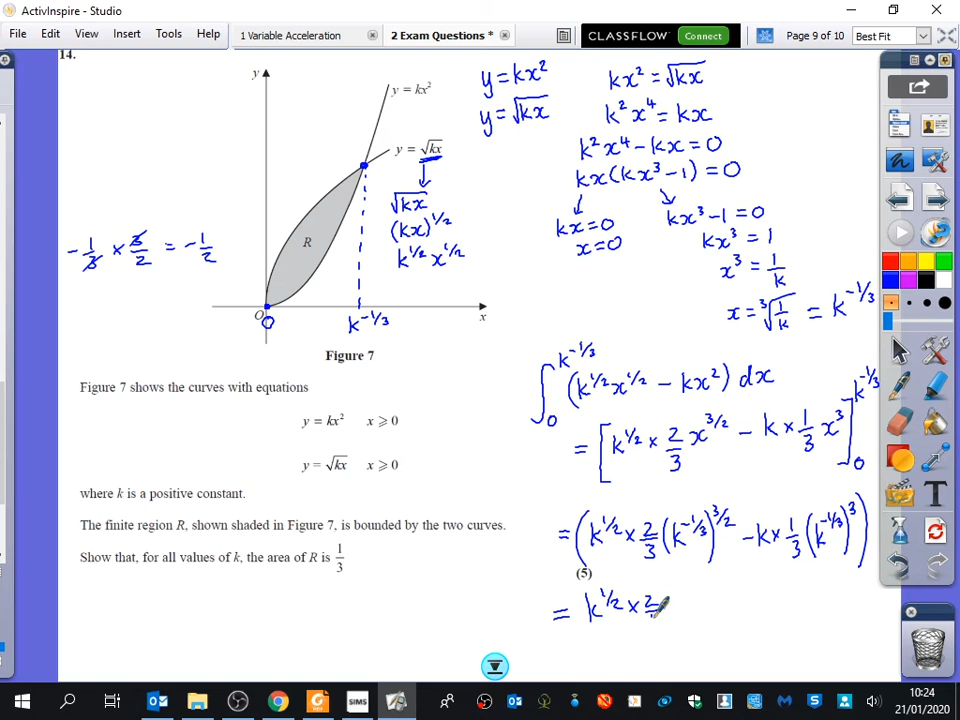 ActivInspire - Studio
File Edit View Insert Tools Help
1 Variable Acceleration
2 Exam Questions *
CLASSFLOW Connect
Page 9 of 10
Best Fit
14.
y
y = kx²
y = √kx
√kx
(kx)^1/2
k^1/2 x^1/2
R
-1/3 × 3/2 = -1/2
O
0
k^-1/3
x
Figure 7
Figure 7 shows the curves with equations
y = kx² x ⩾ 0
y = √kx x ⩾ 0
where k is a positive constant.
The finite region R, shown shaded in Figure 7, is bounded by the two curves.
Show that, for all values of k, the area of R is 1/3
(5)
y = kx²
y = √kx
kx² = √kx
k²x⁴ = kx
k²x⁴ - kx = 0
kx(kx³ - 1) = 0
kx = 0
x = 0
kx³ - 1 = 0
kx³ = 1
x³ = 1/k
x = ∛(1/k) = k^-1/3
∫₀^k^-1/3 (k^1/2 x^1/2 - kx²) dx
= [k^1/2 × 2/3 x^3/2 - k × 1/3 x³]₀^k^-1/3
= (k^1/2 × 2/3 (k^-1/3)^3/2 - k × 1/3 (k^-1/3)³)
= k^1/2 × 2
SIMS
10:24
21/01/2020